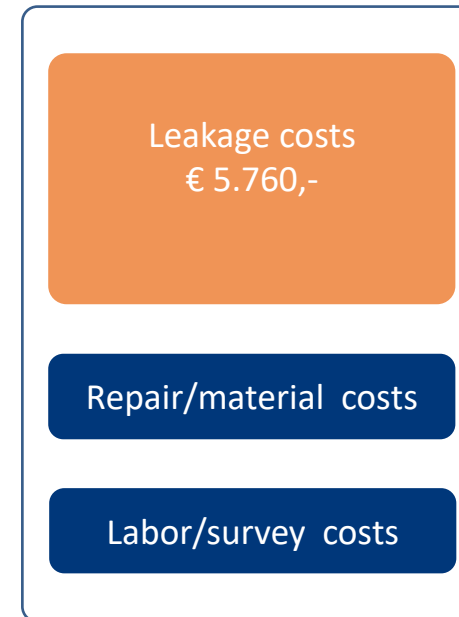 Leakage costs
€ 5.760,-
Repair/material costs
Labor/survey costs